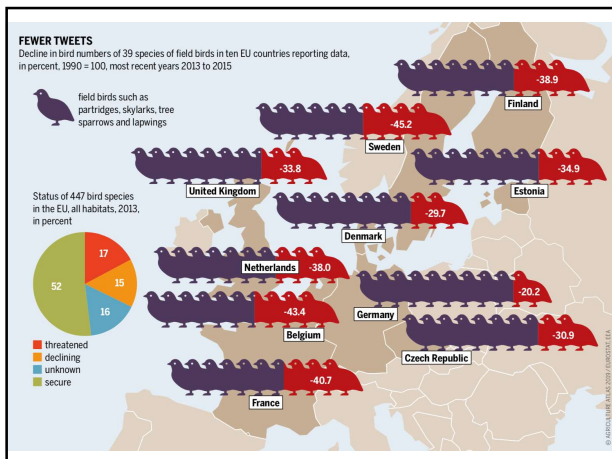 FEWER TWEETS
Decline in bird numbers of 39 species of field birds in ten EU countries reporting data,
in percent, 1990 = 100, most recent years 2013 to 2015
field birds such as
partridges, skylarks, tree
sparrows and lapwings
-38.9
Finland
-45.2
Sweden
-33.8
United Kingdom
-34.9
Estonia
-29.7
Denmark
Netherlands
-38.0
-20.2
Germany
-43.4
Belgium
-30.9
Czech Republic
-40.7
France
Status of 447 bird species
in the EU, all habitats, 2013,
in percent
17
15
16
52
threatened
declining
unknown
secure
© AGRICULTURE ATLAS 2019 / EUROSTAT, EEA